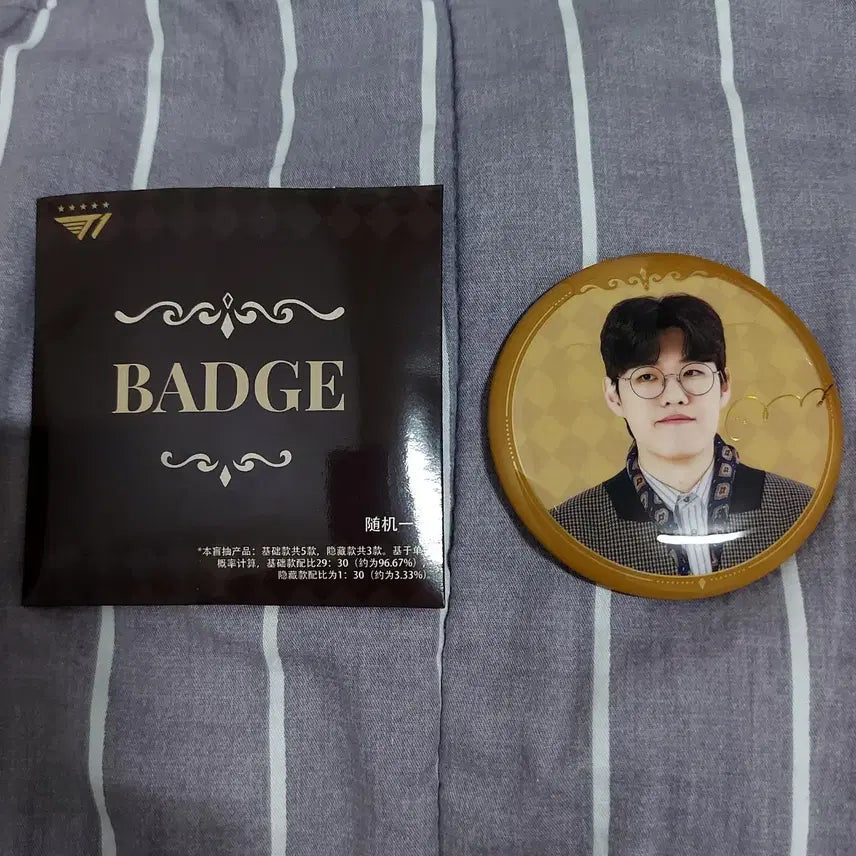 T1
BADGE
随机一
*本盲抽产品：基础款共5款，隐藏款共3款。基于单
概率计算，基础款配比29：30（约为96.67%），
隐藏款配比为1：30（约为3.33%）